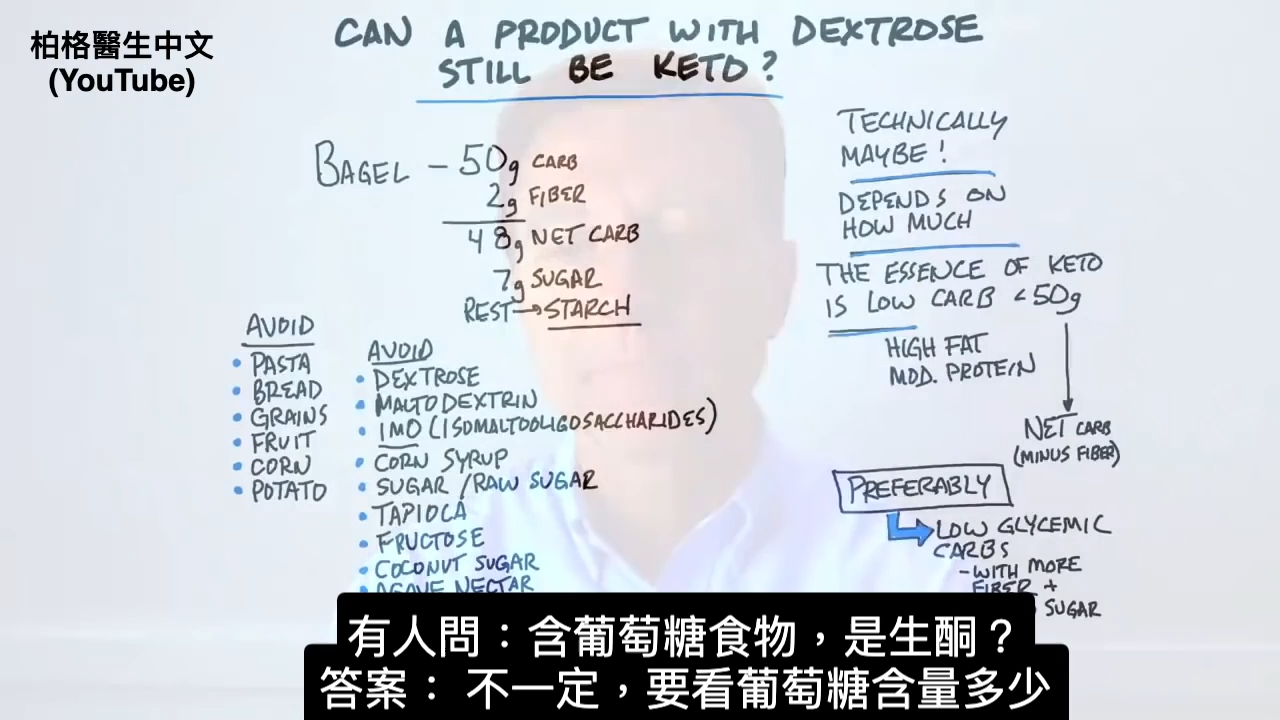 柏格醫生中文
(YouTube)
CAN A PRODUCT WITH DEXTROSE
STILL BE KETO?
BAGEL - 50g CARB
2g FIBER
48g NET CARB
7g SUGAR
REST→STARCH
AVOID
• PASTA
• BREAD
• GRAINS
• FRUIT
• CORN
• POTATO
AVOID
• DEXTROSE
• MALTODEXTRIN
• IMO (ISOMALTOOLIGOSACCHARIDES)
• CORN SYRUP
• SUGAR / RAW SUGAR
• TAPIOCA
• FRUCTOSE
• COCONUT SUGAR
AGAVE NECTAR
TECHNICALLY
MAYBE!
DEPENDS ON
HOW MUCH
THE ESSENCE OF KETO
IS LOW CARB <50g
HIGH FAT
MOD. PROTEIN
NET CARB
(MINUS FIBER)
PREFERABLY
LOW GLYCEMIC
CARBS
- WITH MORE
FIBER +
SUGAR
有人問：含葡萄糖食物，是生酮？
答案： 不一定，要看葡萄糖含量多少